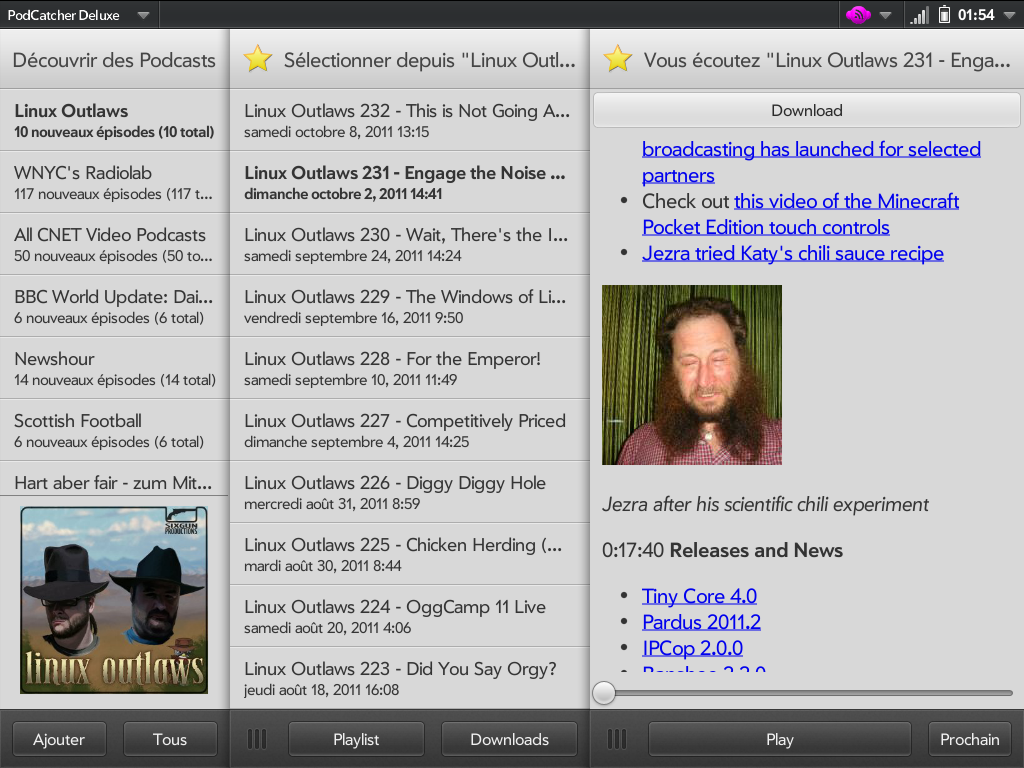 PodCatcher Deluxe
01:54
Découvrir des Podcasts
Linux Outlaws
10 nouveaux épisodes (10 total)
WNYC's Radiolab
117 nouveaux épisodes (117 t...
All CNET Video Podcasts
50 nouveaux épisodes (50 to...
BBC World Update: Dai...
6 nouveaux épisodes (6 total)
Newshour
14 nouveaux épisodes (14 total)
Scottish Football
6 nouveaux épisodes (6 total)
Hart aber fair - zum Mit...
SIXGUN
PRODUCTIONS
linux outlaws
Ajouter
Tous
Sélectionner depuis "Linux Outl...
Linux Outlaws 232 - This is Not Going A...
samedi octobre 8, 2011 13:15
Linux Outlaws 231 - Engage the Noise ...
dimanche octobre 2, 2011 14:41
Linux Outlaws 230 - Wait, There's the I...
samedi septembre 24, 2011 14:24
Linux Outlaws 229 - The Windows of Li...
vendredi septembre 16, 2011 9:50
Linux Outlaws 228 - For the Emperor!
samedi septembre 10, 2011 11:49
Linux Outlaws 227 - Competitively Priced
dimanche septembre 4, 2011 14:25
Linux Outlaws 226 - Diggy Diggy Hole
mercredi août 31, 2011 8:59
Linux Outlaws 225 - Chicken Herding (...
mardi août 30, 2011 8:44
Linux Outlaws 224 - OggCamp 11 Live
samedi août 20, 2011 4:06
Linux Outlaws 223 - Did You Say Orgy?
jeudi août 18, 2011 16:08
Playlist
Downloads
Vous écoutez "Linux Outlaws 231 - Enga...
Download
broadcasting has launched for selected
partners
• Check out this video of the Minecraft
Pocket Edition touch controls
• Jezra tried Katy's chili sauce recipe
Jezra after his scientific chili experiment
0:17:40 Releases and News
• Tiny Core 4.0
• Pardus 2011.2
• IPCop 2.0.0
Play
Prochain